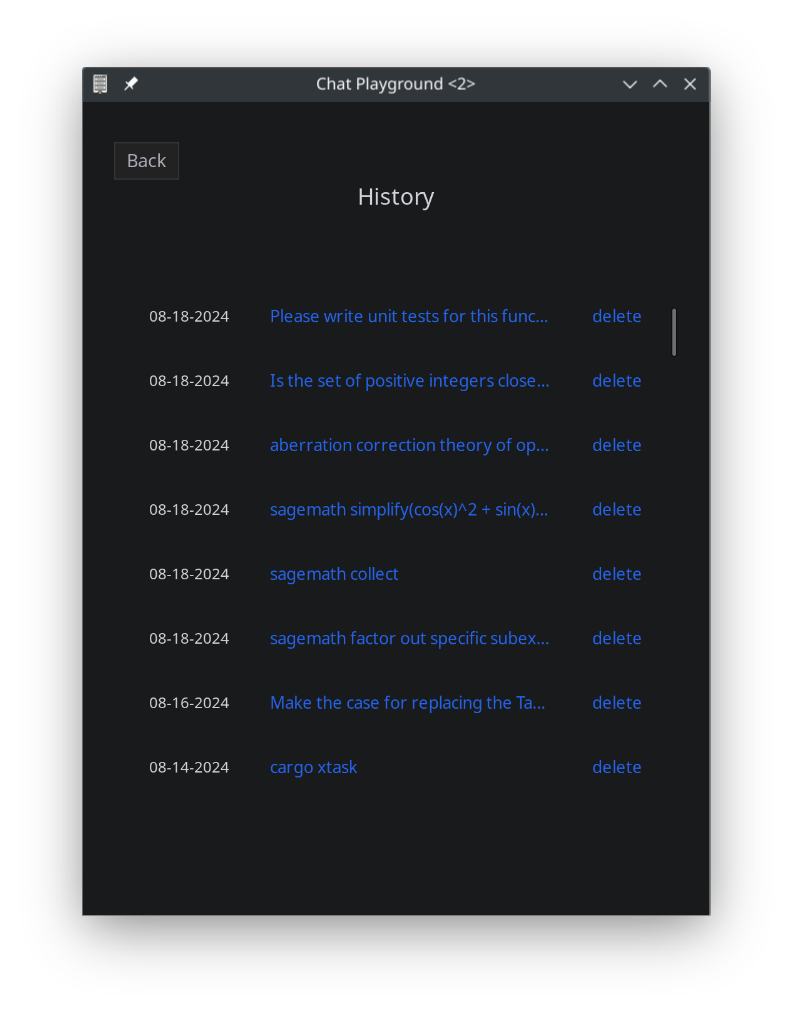 Chat Playground <2>
Back
History
08-18-2024 Please write unit tests for this func... delete
08-18-2024 Is the set of positive integers close... delete
08-18-2024 aberration correction theory of op... delete
08-18-2024 sagemath simplify(cos(x)^2 + sin(x)... delete
08-18-2024 sagemath collect delete
08-18-2024 sagemath factor out specific subex... delete
08-16-2024 Make the case for replacing the Ta... delete
08-14-2024 cargo xtask delete